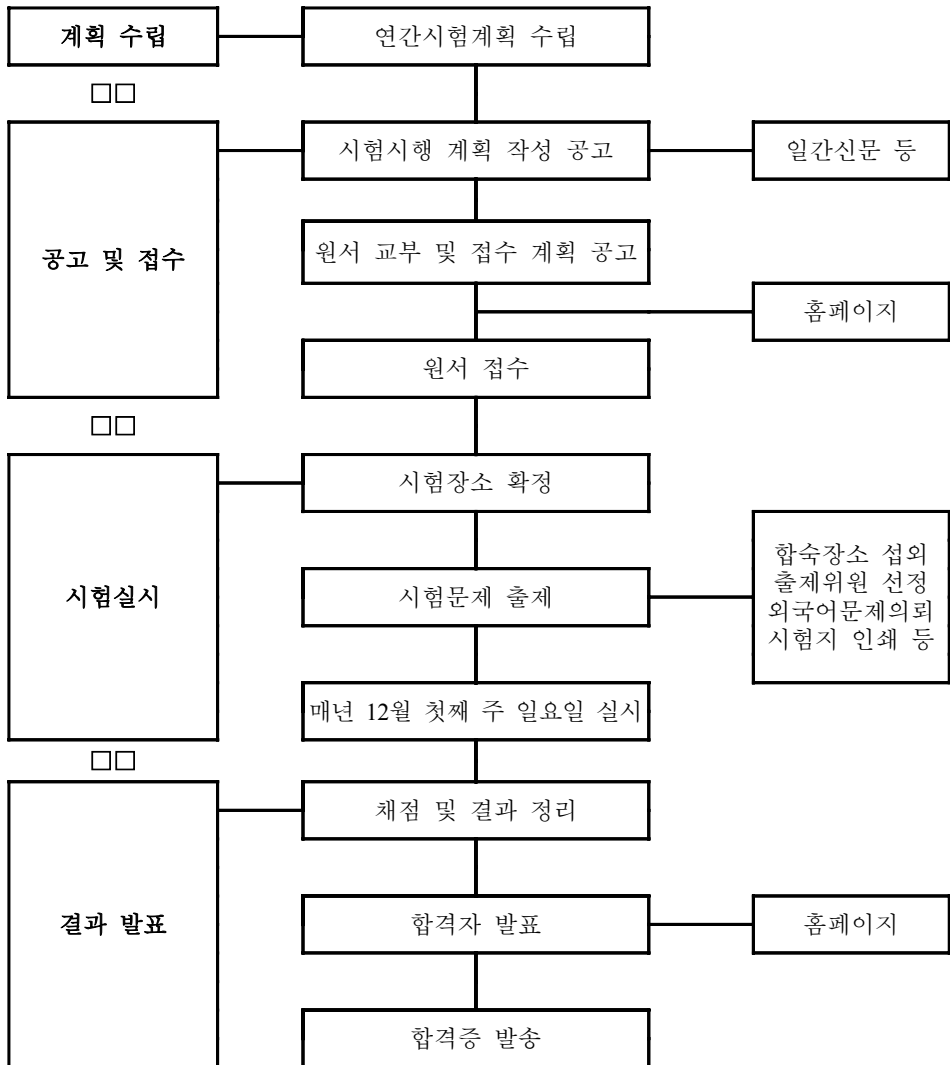 계획 수립
연간시험계획 수립
□□
시험시행 계획 작성 공고
일간신문 등
공고 및 접수
원서 교부 및 접수 계획 공고
홈페이지
원서 접수
□□
시험장소 확정
시험실시
시험문제 출제
합숙장소 섭외
출제위원 선정
외국어문제의뢰
시험지 인쇄 등
매년 12월 첫째 주 일요일 실시
□□
채점 및 결과 정리
결과 발표
합격자 발표
홈페이지
합격증 발송